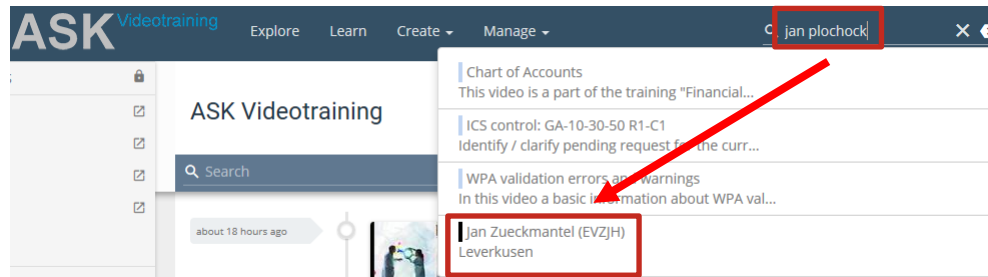 ASK Videotraining
Explore Learn Create Manage
jan plochock
ASK Videotraining
Search
about 18 hours ago
Chart of Accounts
This video is a part of the training "Financial...
ICS control: GA-10-30-50 R1-C1
Identify / clarify pending request for the curr...
WPA validation errors and warnings
In this video a basic information about WPA val...
Jan Zueckmantel (EVZJH)
Leverkusen